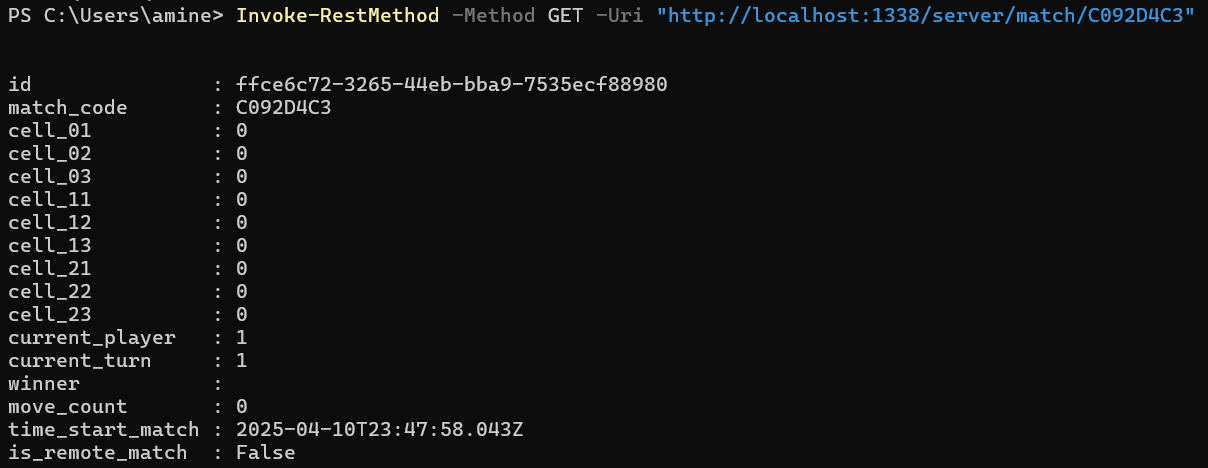 PS C:\Users\amine> Invoke-RestMethod -Method GET -Uri "http://localhost:1338/server/match/C092D4C3"
id                : ffce6c72-3265-44eb-bba9-7535ecf88980
match_code        : C092D4C3
cell_01           : 0
cell_02           : 0
cell_03           : 0
cell_11           : 0
cell_12           : 0
cell_13           : 0
cell_21           : 0
cell_22           : 0
cell_23           : 0
current_player    : 1
current_turn      : 1
winner            :
move_count        : 0
time_start_match  : 2025-04-10T23:47:58.043Z
is_remote_match   : False